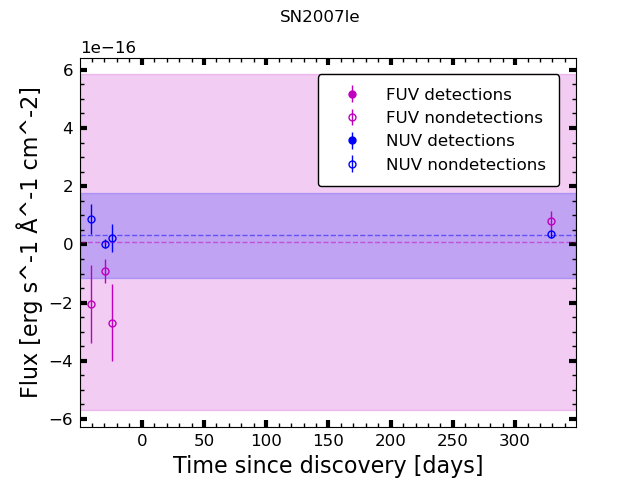 SN2007le
1e−16
6
4
2
0
−2
−4
−6
Flux [erg s^-1 Å^-1 cm^-2]
FUV detections
FUV nondetections
NUV detections
NUV nondetections
0 50 100 150 200 250 300
Time since discovery [days]